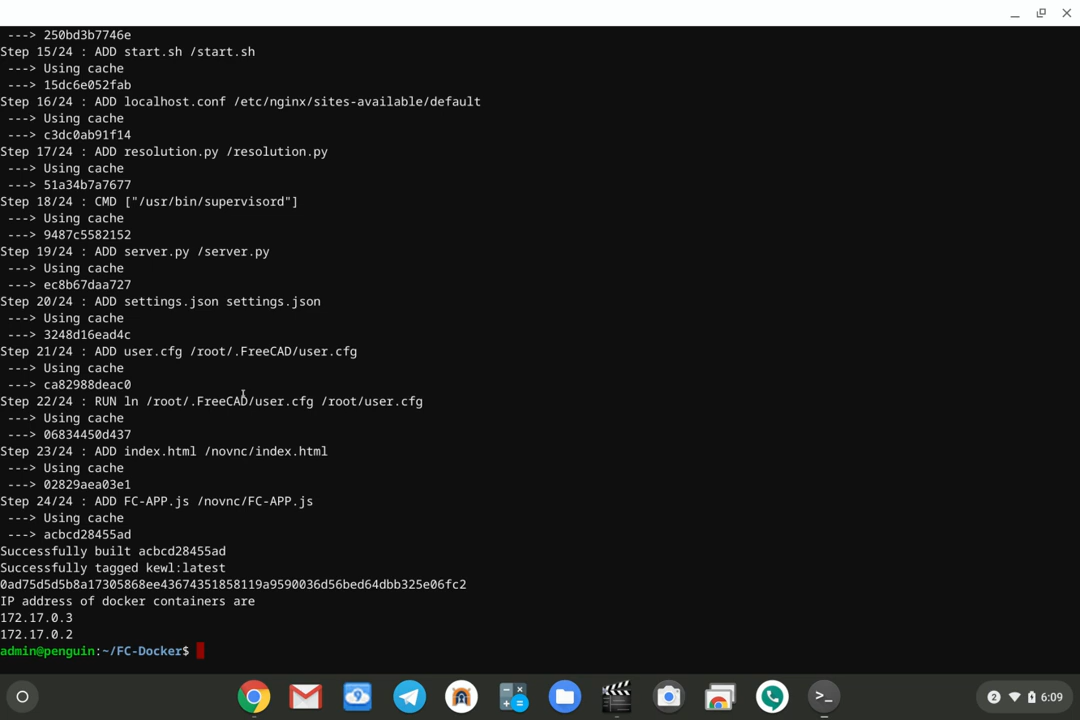 ---> 250bd3b7746e
Step 15/24 : ADD start.sh /start.sh
---> Using cache
---> 15dc6e052fab
Step 16/24 : ADD localhost.conf /etc/nginx/sites-available/default
---> Using cache
---> c3dc0ab91f14
Step 17/24 : ADD resolution.py /resolution.py
---> Using cache
---> 51a34b7a7677
Step 18/24 : CMD ["/usr/bin/supervisord"]
---> Using cache
---> 9487c5582152
Step 19/24 : ADD server.py /server.py
---> Using cache
---> ec8b67daa727
Step 20/24 : ADD settings.json settings.json
---> Using cache
---> 3248d16ead4c
Step 21/24 : ADD user.cfg /root/.FreeCAD/user.cfg
---> Using cache
---> ca82988deac0
Step 22/24 : RUN ln /root/.FreeCAD/user.cfg /root/user.cfg
---> Using cache
---> 06834450d437
Step 23/24 : ADD index.html /novnc/index.html
---> Using cache
---> 02829aea03e1
Step 24/24 : ADD FC-APP.js /novnc/FC-APP.js
---> Using cache
---> acbcd28455ad
Successfully built acbcd28455ad
Successfully tagged kewl:latest
0ad75d5d5b8a17305868ee43674351858119a9590036d56bed64dbb325e06fc2
IP address of docker containers are
172.17.0.3
172.17.0.2
admin@penguin:~/FC-Docker$
>_
2 6:09